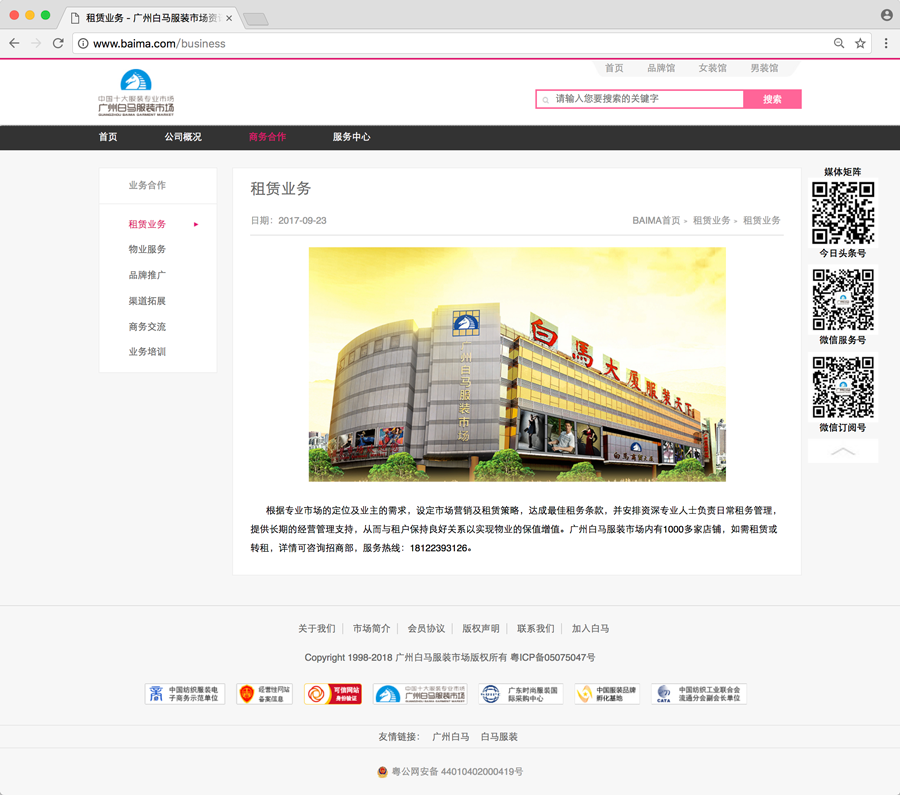 租赁业务 - 广州白马服装市场资
www.baima.com/business
首页 品牌馆 女装馆 男装馆
中国十大服装专业市场
广州白马服装市场
GUANGZHOU BAIMA GARMENT MARKET
请输入您要搜索的关键字 搜索
首页 公司概况 商务合作 服务中心
业务合作
租赁业务
物业服务
品牌推广
渠道拓展
商务交流
业务培训
租赁业务
日期：2017-09-23
BAIMA首页 » 租赁业务 » 租赁业务
广州白马服装市场
白马大厦服装天下
白马商务大厦
根据专业市场的定位及业主的需求，设定市场营销及租赁策略，达成最佳租务条款，并安排资深专业人士负责日常租务管理，
提供长期的经营管理支持，从而与租户保持良好关系以实现物业的保值增值。广州白马服装市场内有1000多家店铺，如需租赁或
转租，详情可咨询招商部，服务热线：18122393126。
媒体矩阵
今日头条号
微信服务号
微信订阅号
关于我们 | 市场简介 | 会员协议 | 版权声明 | 联系我们 | 加入白马
Copyright 1998-2018 广州白马服装市场版权所有 粤ICP备05075047号
中国纺织服装电
子商务示范单位
经营性网站
备案信息
可信网站
身份验证
中国十大服装专业市场
广州白马服装市场
广东时尚服装国
际采购中心
中国服装品牌
孵化基地
CATA
中国纺织工业联合会
流通分会副会长单位
友情链接： 广州白马 白马服装
粤公网安备 44010402000419号